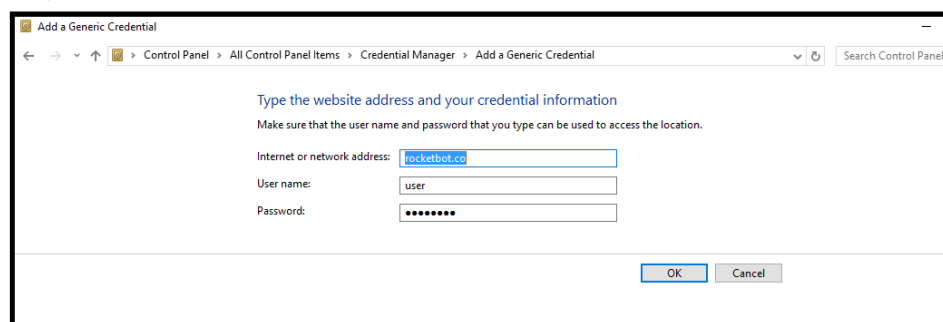 Add a Generic Credential
Control Panel > All Control Panel Items > Credential Manager > Add a Generic Credential
Search Control Panel
Type the website address and your credential information
Make sure that the user name and password that you type can be used to access the location.
Internet or network address: rocketbot.co
User name: user
Password: ●●●●●●●●
OK Cancel